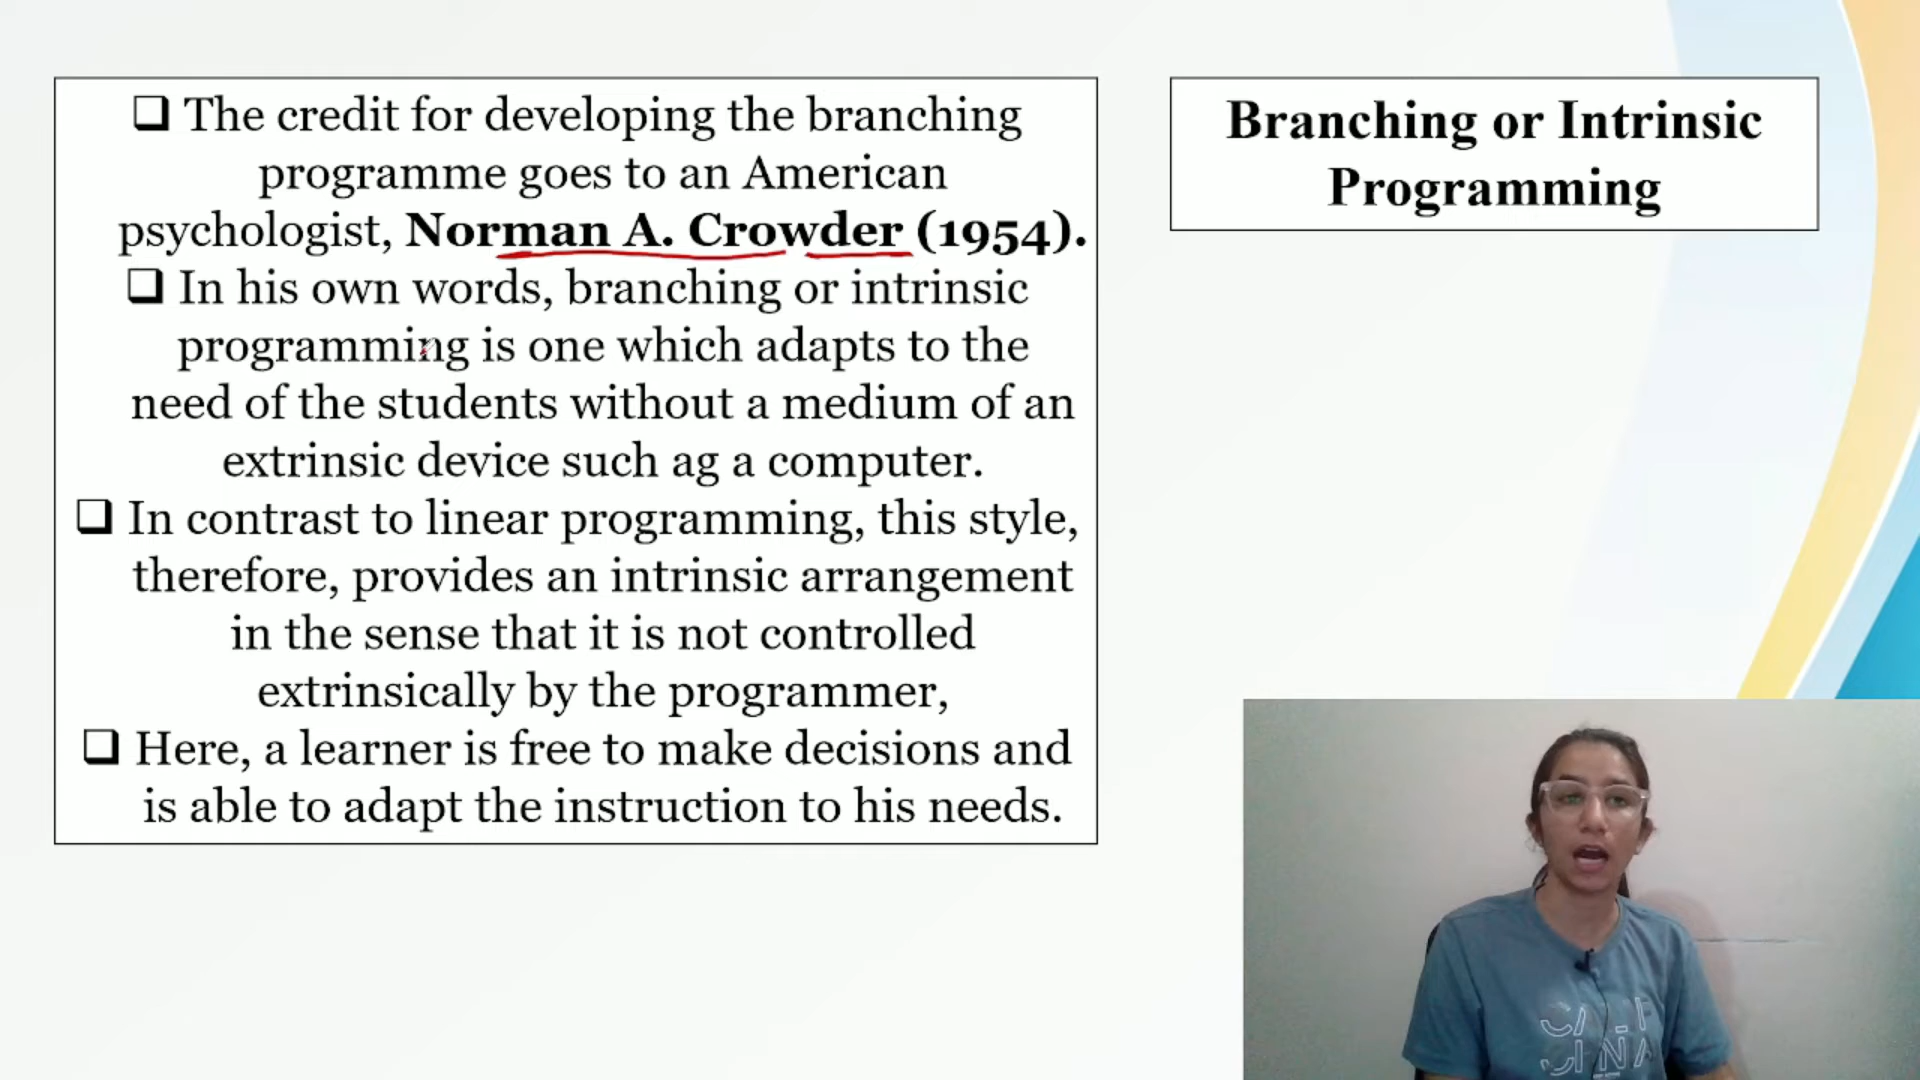 ❑ The credit for developing the branching
programme goes to an American
psychologist, Norman A. Crowder (1954).
❑ In his own words, branching or intrinsic
programming is one which adapts to the
need of the students without a medium of an
extrinsic device such ag a computer.
❑ In contrast to linear programming, this style,
therefore, provides an intrinsic arrangement
in the sense that it is not controlled
extrinsically by the programmer,
❑ Here, a learner is free to make decisions and
is able to adapt the instruction to his needs.
Branching or Intrinsic
Programming